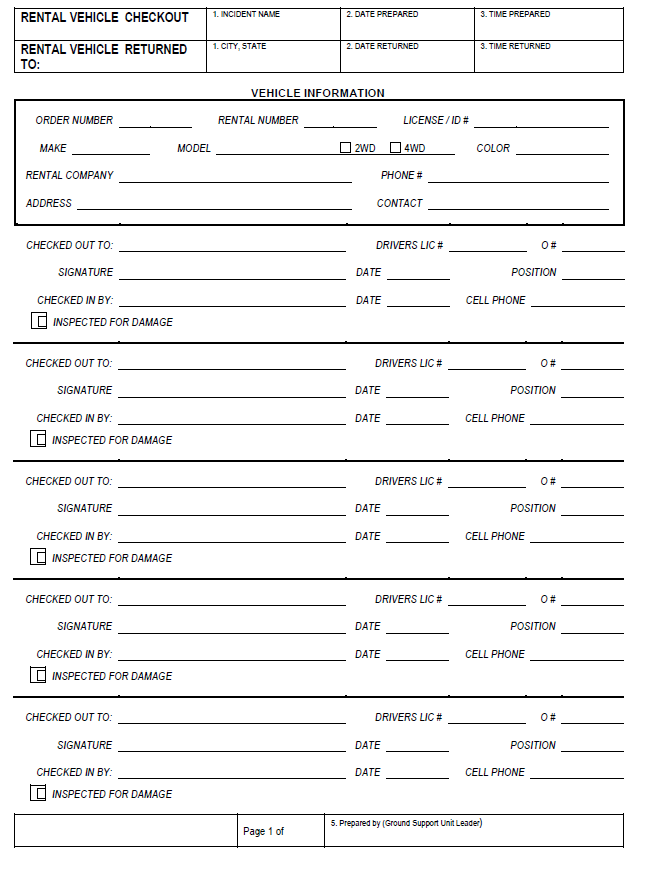 RENTAL VEHICLE CHECKOUT
1. INCIDENT NAME
2. DATE PREPARED
3. TIME PREPARED
RENTAL VEHICLE RETURNED TO:
1. CITY, STATE
2. DATE RETURNED
3. TIME RETURNED
VEHICLE INFORMATION
ORDER NUMBER RENTAL NUMBER LICENSE / ID #
MAKE MODEL 2WD 4WD COLOR
RENTAL COMPANY PHONE #
ADDRESS CONTACT
CHECKED OUT TO: DRIVERS LIC # O #
SIGNATURE DATE POSITION
CHECKED IN BY: DATE CELL PHONE
INSPECTED FOR DAMAGE
CHECKED OUT TO: DRIVERS LIC # O #
SIGNATURE DATE POSITION
CHECKED IN BY: DATE CELL PHONE
INSPECTED FOR DAMAGE
CHECKED OUT TO: DRIVERS LIC # O #
SIGNATURE DATE POSITION
CHECKED IN BY: DATE CELL PHONE
INSPECTED FOR DAMAGE
CHECKED OUT TO: DRIVERS LIC # O #
SIGNATURE DATE POSITION
CHECKED IN BY: DATE CELL PHONE
INSPECTED FOR DAMAGE
CHECKED OUT TO: DRIVERS LIC # O #
SIGNATURE DATE POSITION
CHECKED IN BY: DATE CELL PHONE
INSPECTED FOR DAMAGE
Page 1 of
5. Prepared by (Ground Support Unit Leader)